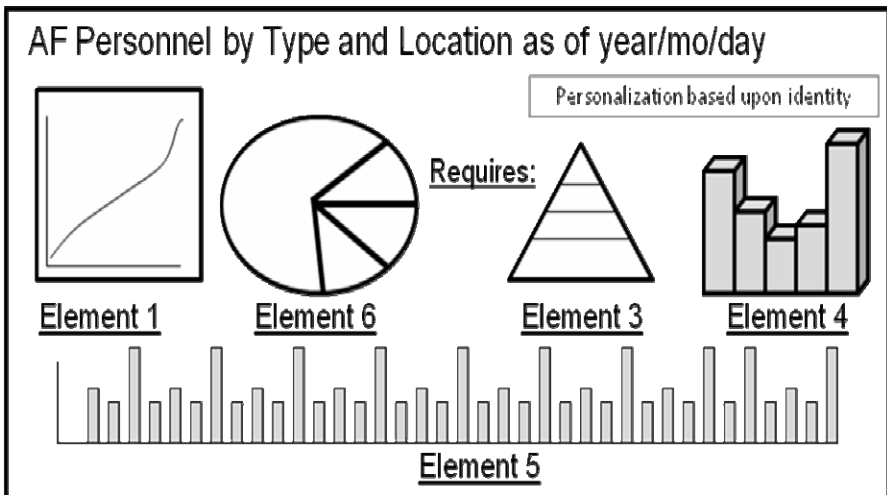 AF Personnel by Type and Location as of year/mo/day
Personalization based upon identity
Requires:
Element 1
Element 6
Element 3
Element 4
Element 5